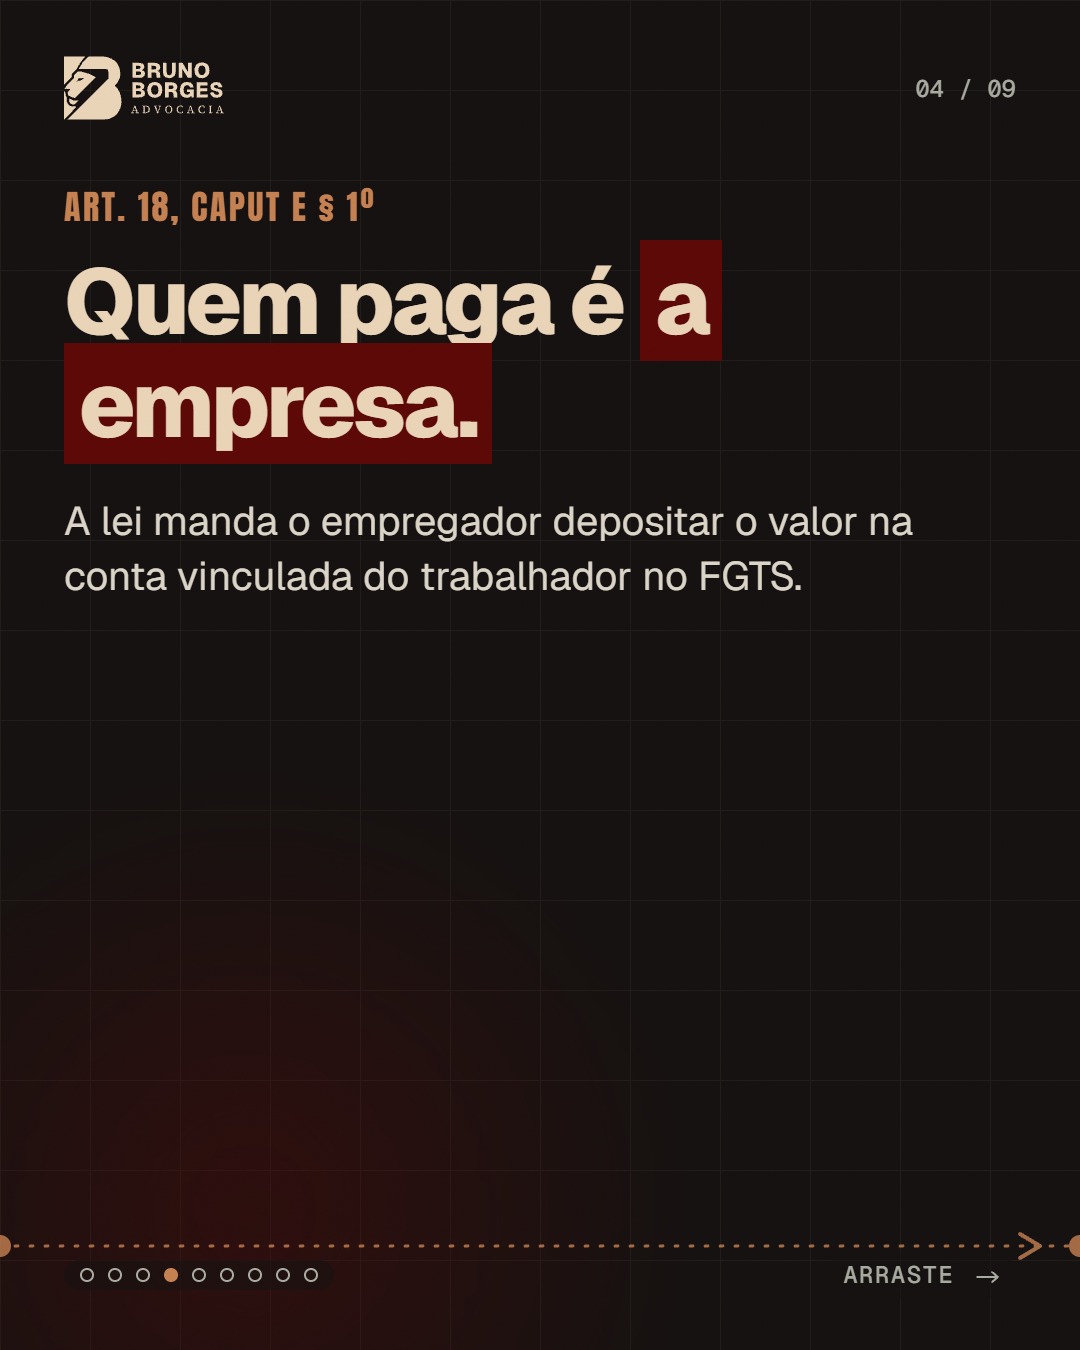 BRUNO
BORGES
ADVOCACIA
04 / 09
ART. 18, CAPUT E § 1º
Quem paga é a
empresa.
A lei manda o empregador depositar o valor na
conta vinculada do trabalhador no FGTS.
ARRASTE →